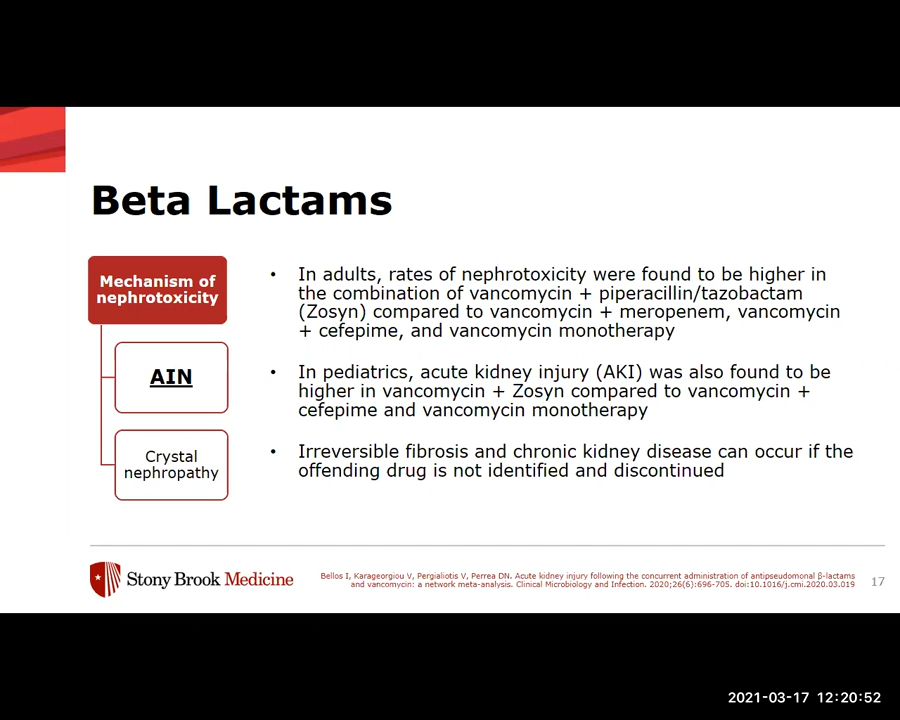 Beta Lactams
Mechanism of
nephrotoxicity
AIN
Crystal
nephropathy
• In adults, rates of nephrotoxicity were found to be higher in
the combination of vancomycin + piperacillin/tazobactam
(Zosyn) compared to vancomycin + meropenem, vancomycin
+ cefepime, and vancomycin monotherapy
• In pediatrics, acute kidney injury (AKI) was also found to be
higher in vancomycin + Zosyn compared to vancomycin +
cefepime and vancomycin monotherapy
• Irreversible fibrosis and chronic kidney disease can occur if the
offending drug is not identified and discontinued
Stony Brook Medicine
Bellos I, Karageorgiou V, Pergialiotis V, Perrea DN. Acute kidney injury following the concurrent administration of antipseudomonal β-lactams
and vancomycin: a network meta-analysis. Clinical Microbiology and Infection. 2020;26(6):696-705. doi:10.1016/j.cmi.2020.03.019
17
2021-03-17 12:20:52